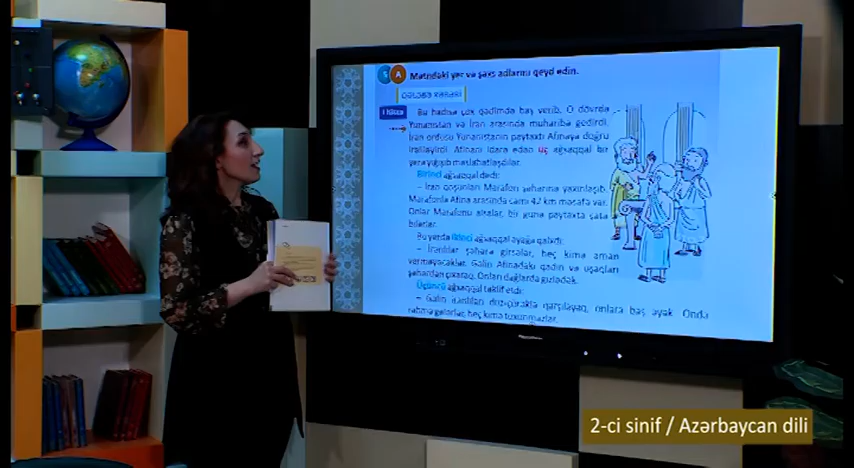 S A Mətndəki yer və şəxs adlarını qeyd edin.
QƏLƏBƏ XƏBƏRİ
I hissə
Bu hadisə çox qədimdə baş verib. O dövrdə
Yunanıstan və İran arasında müharibə gedirdi.
İran ordusu Yunanıstanın paytaxtı Afinaya doğru
irəliləyirdi. Afinanı idarə edən üç ağsaqqal bir
yerə yığışıb məsləhətləşdilər.
Birinci ağsaqqal dedi:
– İran qoşunları Marafon şəhərinə yaxınlaşıb.
Marafonla Afina arasında cəmi 42 km məsafə var.
Onlar Marafonu alsalar, bir günə paytaxta çata
bilərlər.
Bu yerdə ikinci ağsaqqal ayağa qalxdı:
– İranlılar şəhərə girsələr, heç kimə aman
verməyəcəklər. Gəlin Afinadakı qadın və uşaqları
şəhərdən çıxaraq. Onları dağlarda gizlədək.
Üçüncü ağsaqqal təklif etdi:
– Gəlin iranlıları duz-çörəklə qarşılayaq, onlara baş əyək. Onda
rəhmə gələrlər, heç kimə toxunmazlar.
2-ci sinif / Azərbaycan dili